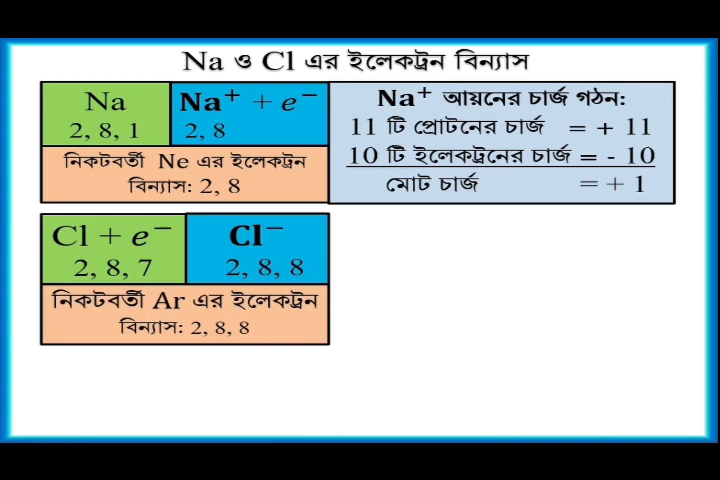 Na ও Cl এর ইলেকট্রন বিন্যাস
Na
2, 8, 1
Na⁺ + e⁻
2, 8
নিকটবর্তী Ne এর ইলেকট্রন
বিন্যাস: 2, 8
Na⁺ আয়নের চার্জ গঠন:
11 টি প্রোটনের চার্জ = + 11
10 টি ইলেকট্রনের চার্জ = - 10
মোট চার্জ = + 1
Cl + e⁻
2, 8, 7
Cl⁻
2, 8, 8
নিকটবর্তী Ar এর ইলেকট্রন
বিন্যাস: 2, 8, 8